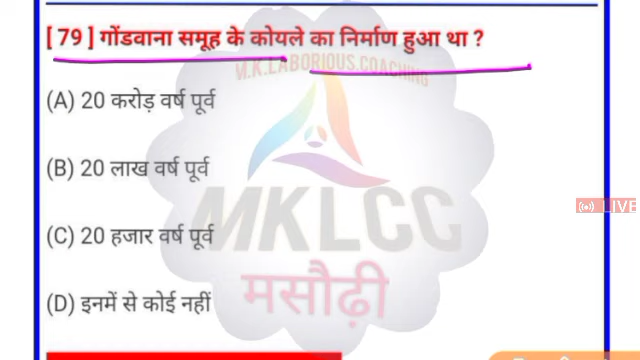 [ 79 ] गोंडवाना समूह के कोयले का निर्माण हुआ था ?
M.K.LABORIOUS.COACHING
(A) 20 करोड़ वर्ष पूर्व
(B) 20 लाख वर्ष पूर्व
LIVE
MKLCC
(C) 20 हजार वर्ष पूर्व
मसौढ़ी
(D) इनमें से कोई नहीं